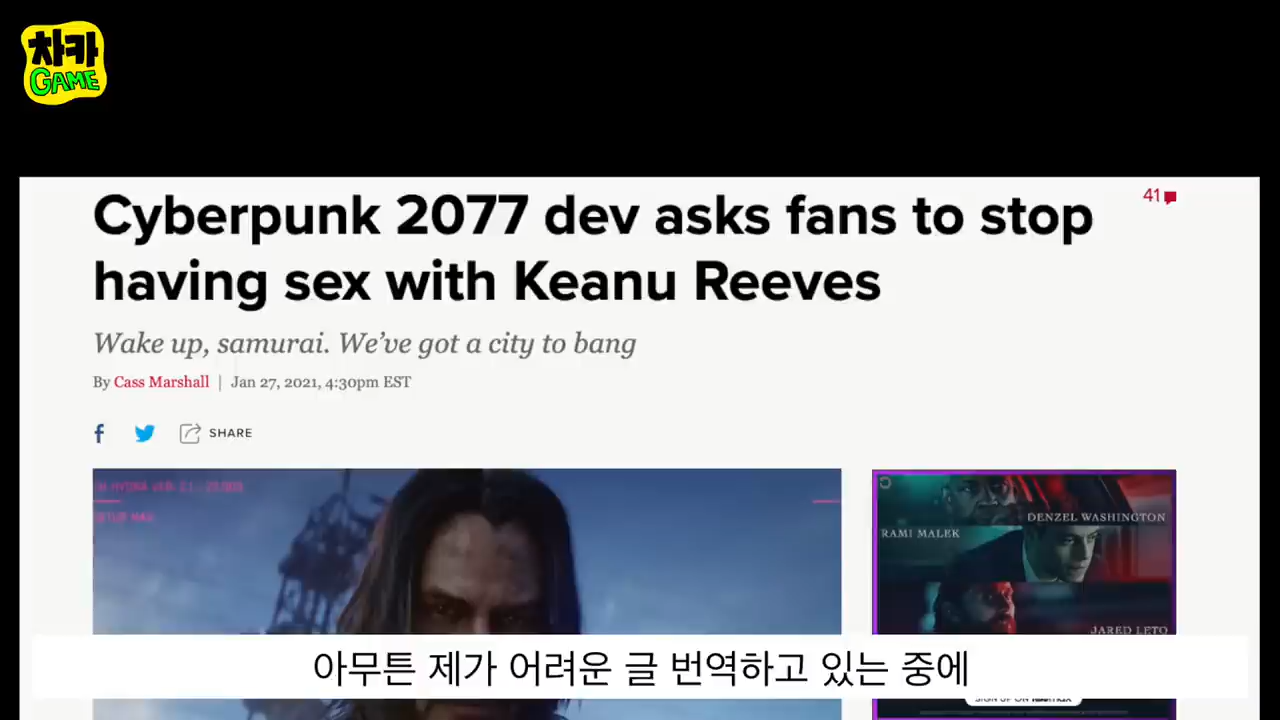 차카
GAME
Cyberpunk 2077 dev asks fans to stop
having sex with Keanu Reeves
41
Wake up, samurai. We've got a city to bang
By Cass Marshall | Jan 27, 2021, 4:30pm EST
SHARE
DENZEL WASHINGTON
RAMI MALEK
JARED LETO
아무튼 제가 어려운 글 번역하고 있는 중에